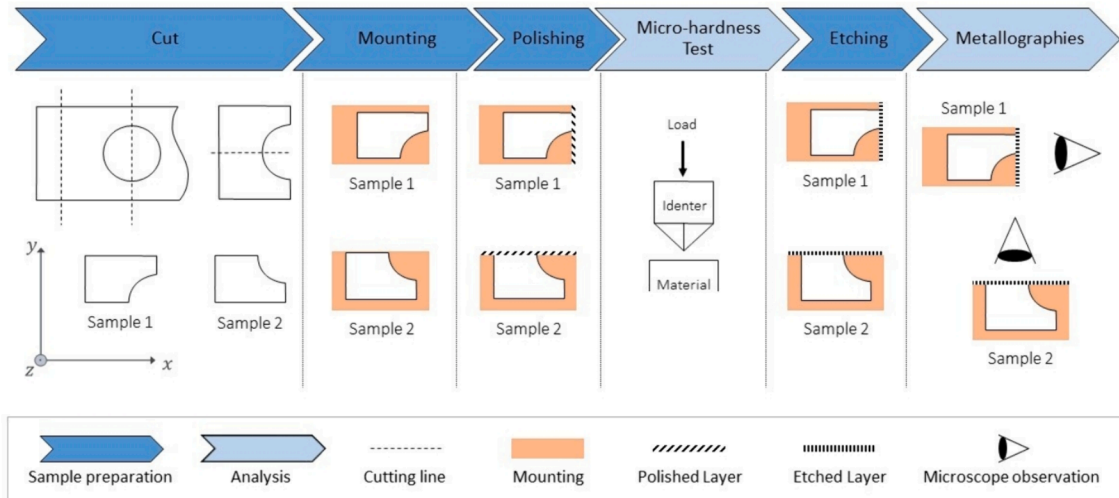 Cut
Mounting
Polishing
Micro-hardness
Test
Etching
Metallographies
Sample 1
Sample 1
Load
Sample 1
Sample 1
Identer
y
Material
Sample 1
Sample 2
Sample 2
Sample 2
Sample 2
Sample 2
z
x
Sample preparation
Analysis
Cutting line
Mounting
Polished Layer
Etched Layer
Microscope observation